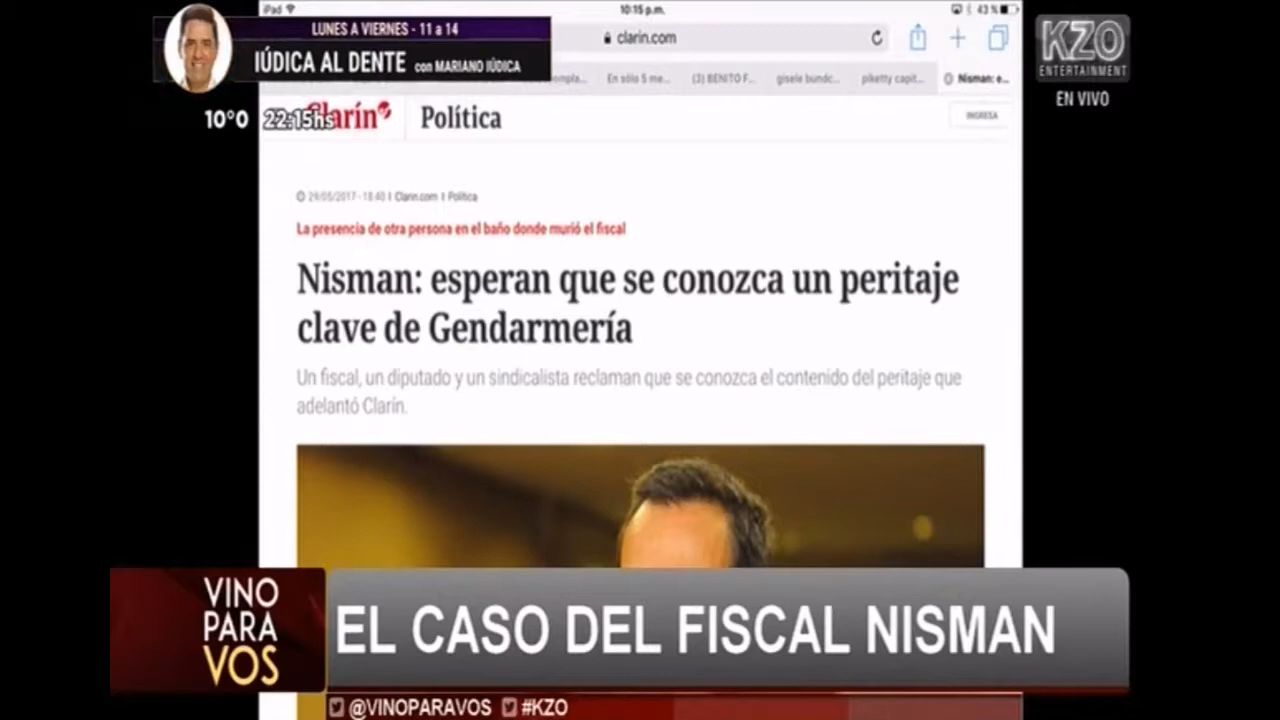 iPad
10:15 p.m.
43 %
LUNES A VIERNES - 11 a 14
IÚDICA AL DENTE con MARIANO IÚDICA
clarin.com
KZO
ENTERTAINMENT
EN VIVO
En sólo 5 me...
(3) BENITO F...
gisele bundc...
piketty capit...
Nisman: e...
10°0
22:15hs
Clarín
Política
INGRESA
29/05/2017 - 18:40 | Clarin.com | Política
La presencia de otra persona en el baño donde murió el fiscal
Nisman: esperan que se conozca un peritaje
clave de Gendarmería
Un fiscal, un diputado y un sindicalista reclaman que se conozca el contenido del peritaje que
adelantó Clarín.
VINO
PARA
VOS
EL CASO DEL FISCAL NISMAN
@VINOPARAVOS #KZO